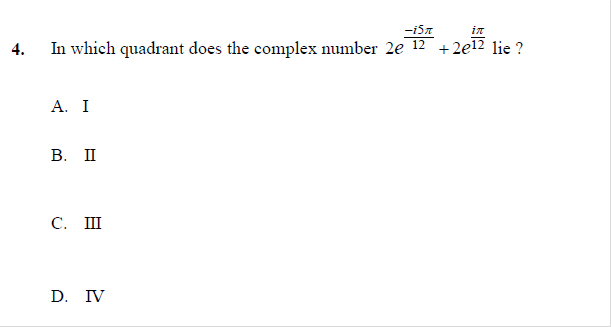 4. In which quadrant does the complex number $2e^{\frac{-i5\pi}{12}} + 2e^{\frac{i\pi}{12}}$ lie ?
A. I
B. II
C. III
D. IV